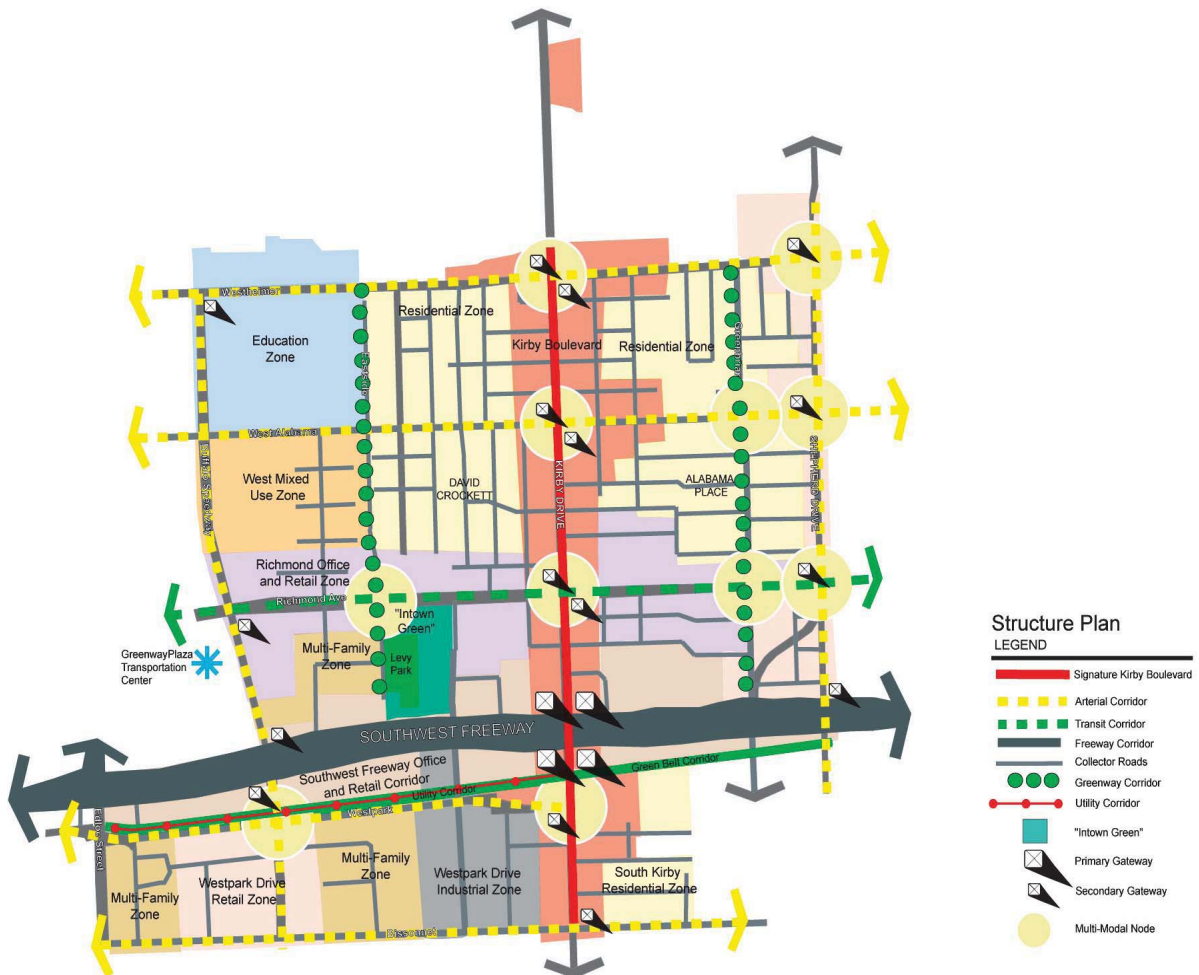 Westheimer
Residential Zone
Education
Zone
Eastside
Kirby Boulevard
Residential Zone
Greenbriar
West Alabama
West Mixed
Use Zone
DAVID
CROCKETT
KIRBY DRIVE
ALABAMA
PLACE
SHEPHERD DRIVE
Richmond Office
and Retail Zone
Richmond Ave
"Intown
Green"
Multi-Family
Zone
Levy
Park
GreenwayPlaza
Transportation
Center
SOUTHWEST FREEWAY
Southwest Freeway Office
and Retail Corridor
Green Belt Corridor
Utility Corridor
Westpark
Multi-Family
Zone
Westpark Drive
Retail Zone
Multi-Family
Zone
Westpark Drive
Industrial Zone
South Kirby
Residential Zone
Bissonnet
Structure Plan
LEGEND
Signature Kirby Boulevard
Arterial Corridor
Transit Corridor
Freeway Corridor
Collector Roads
Greenway Corridor
Utility Corridor
"Intown Green"
Primary Gateway
Secondary Gateway
Multi-Modal Node